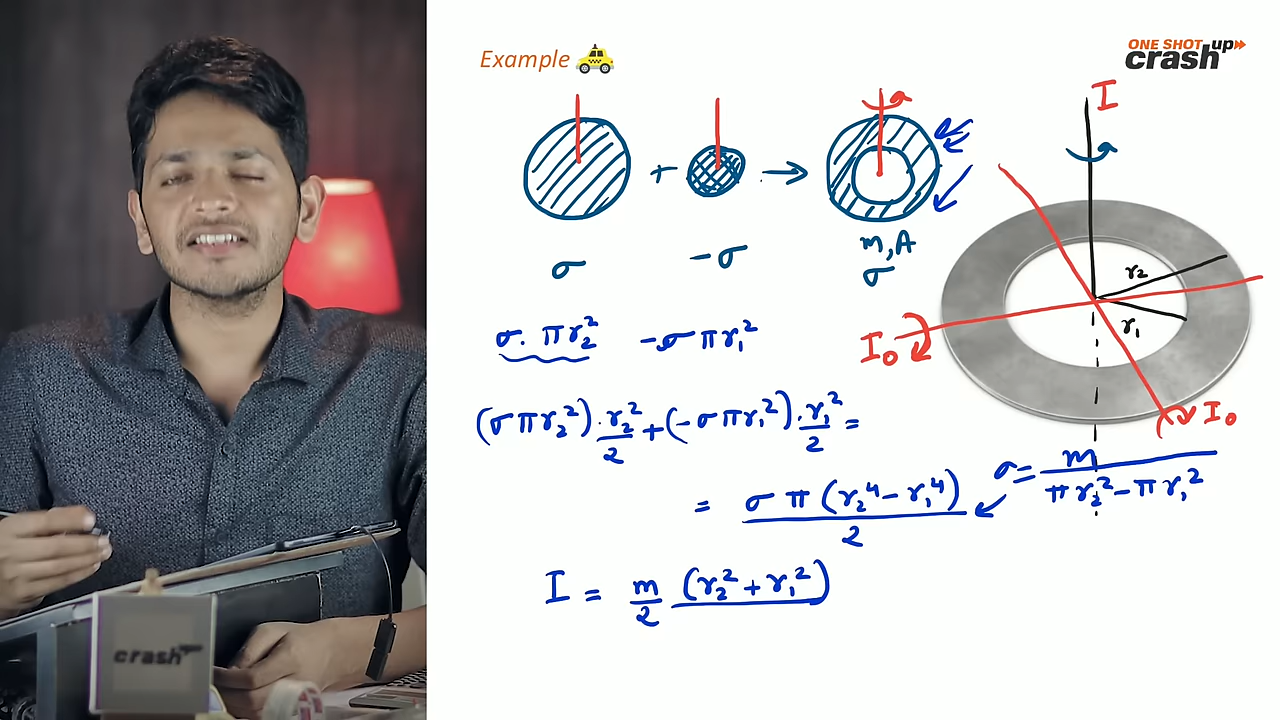 Example
ONE SHOT
crash up
I
m, A
σ
-σ
σ
r₂
r₁
σ. πr₂² -σπr₁²
I₀
I₀
(σπr₂²).r₂²/2 + (-σπr₁²).r₁²/2 =
= σπ(r₂⁴ - r₁⁴)/2
σ = m/(πr₂² - πr₁²)
I = m/2 (r₂² + r₁²)
crash up